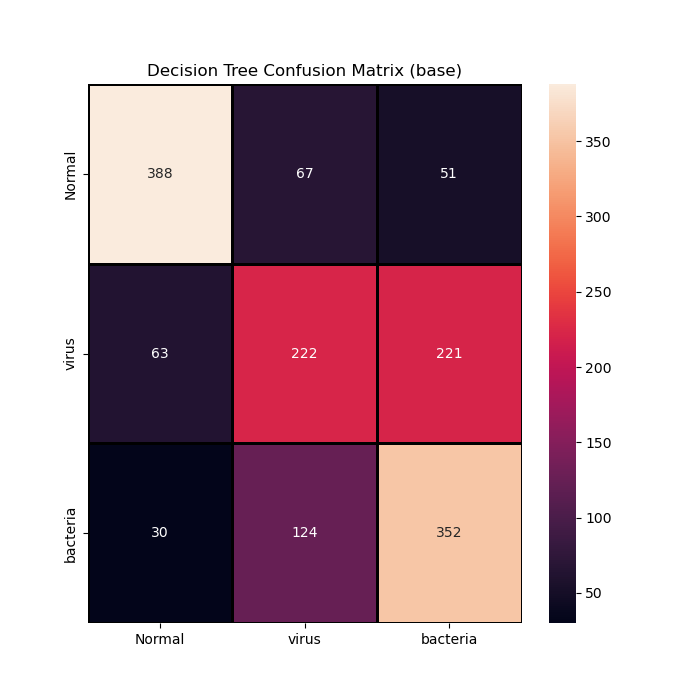 Decision Tree Confusion Matrix (base)
Normal
388
67
51
virus
63
222
221
bacteria
30
124
352
Normal
virus
bacteria
350
300
250
200
150
100
50